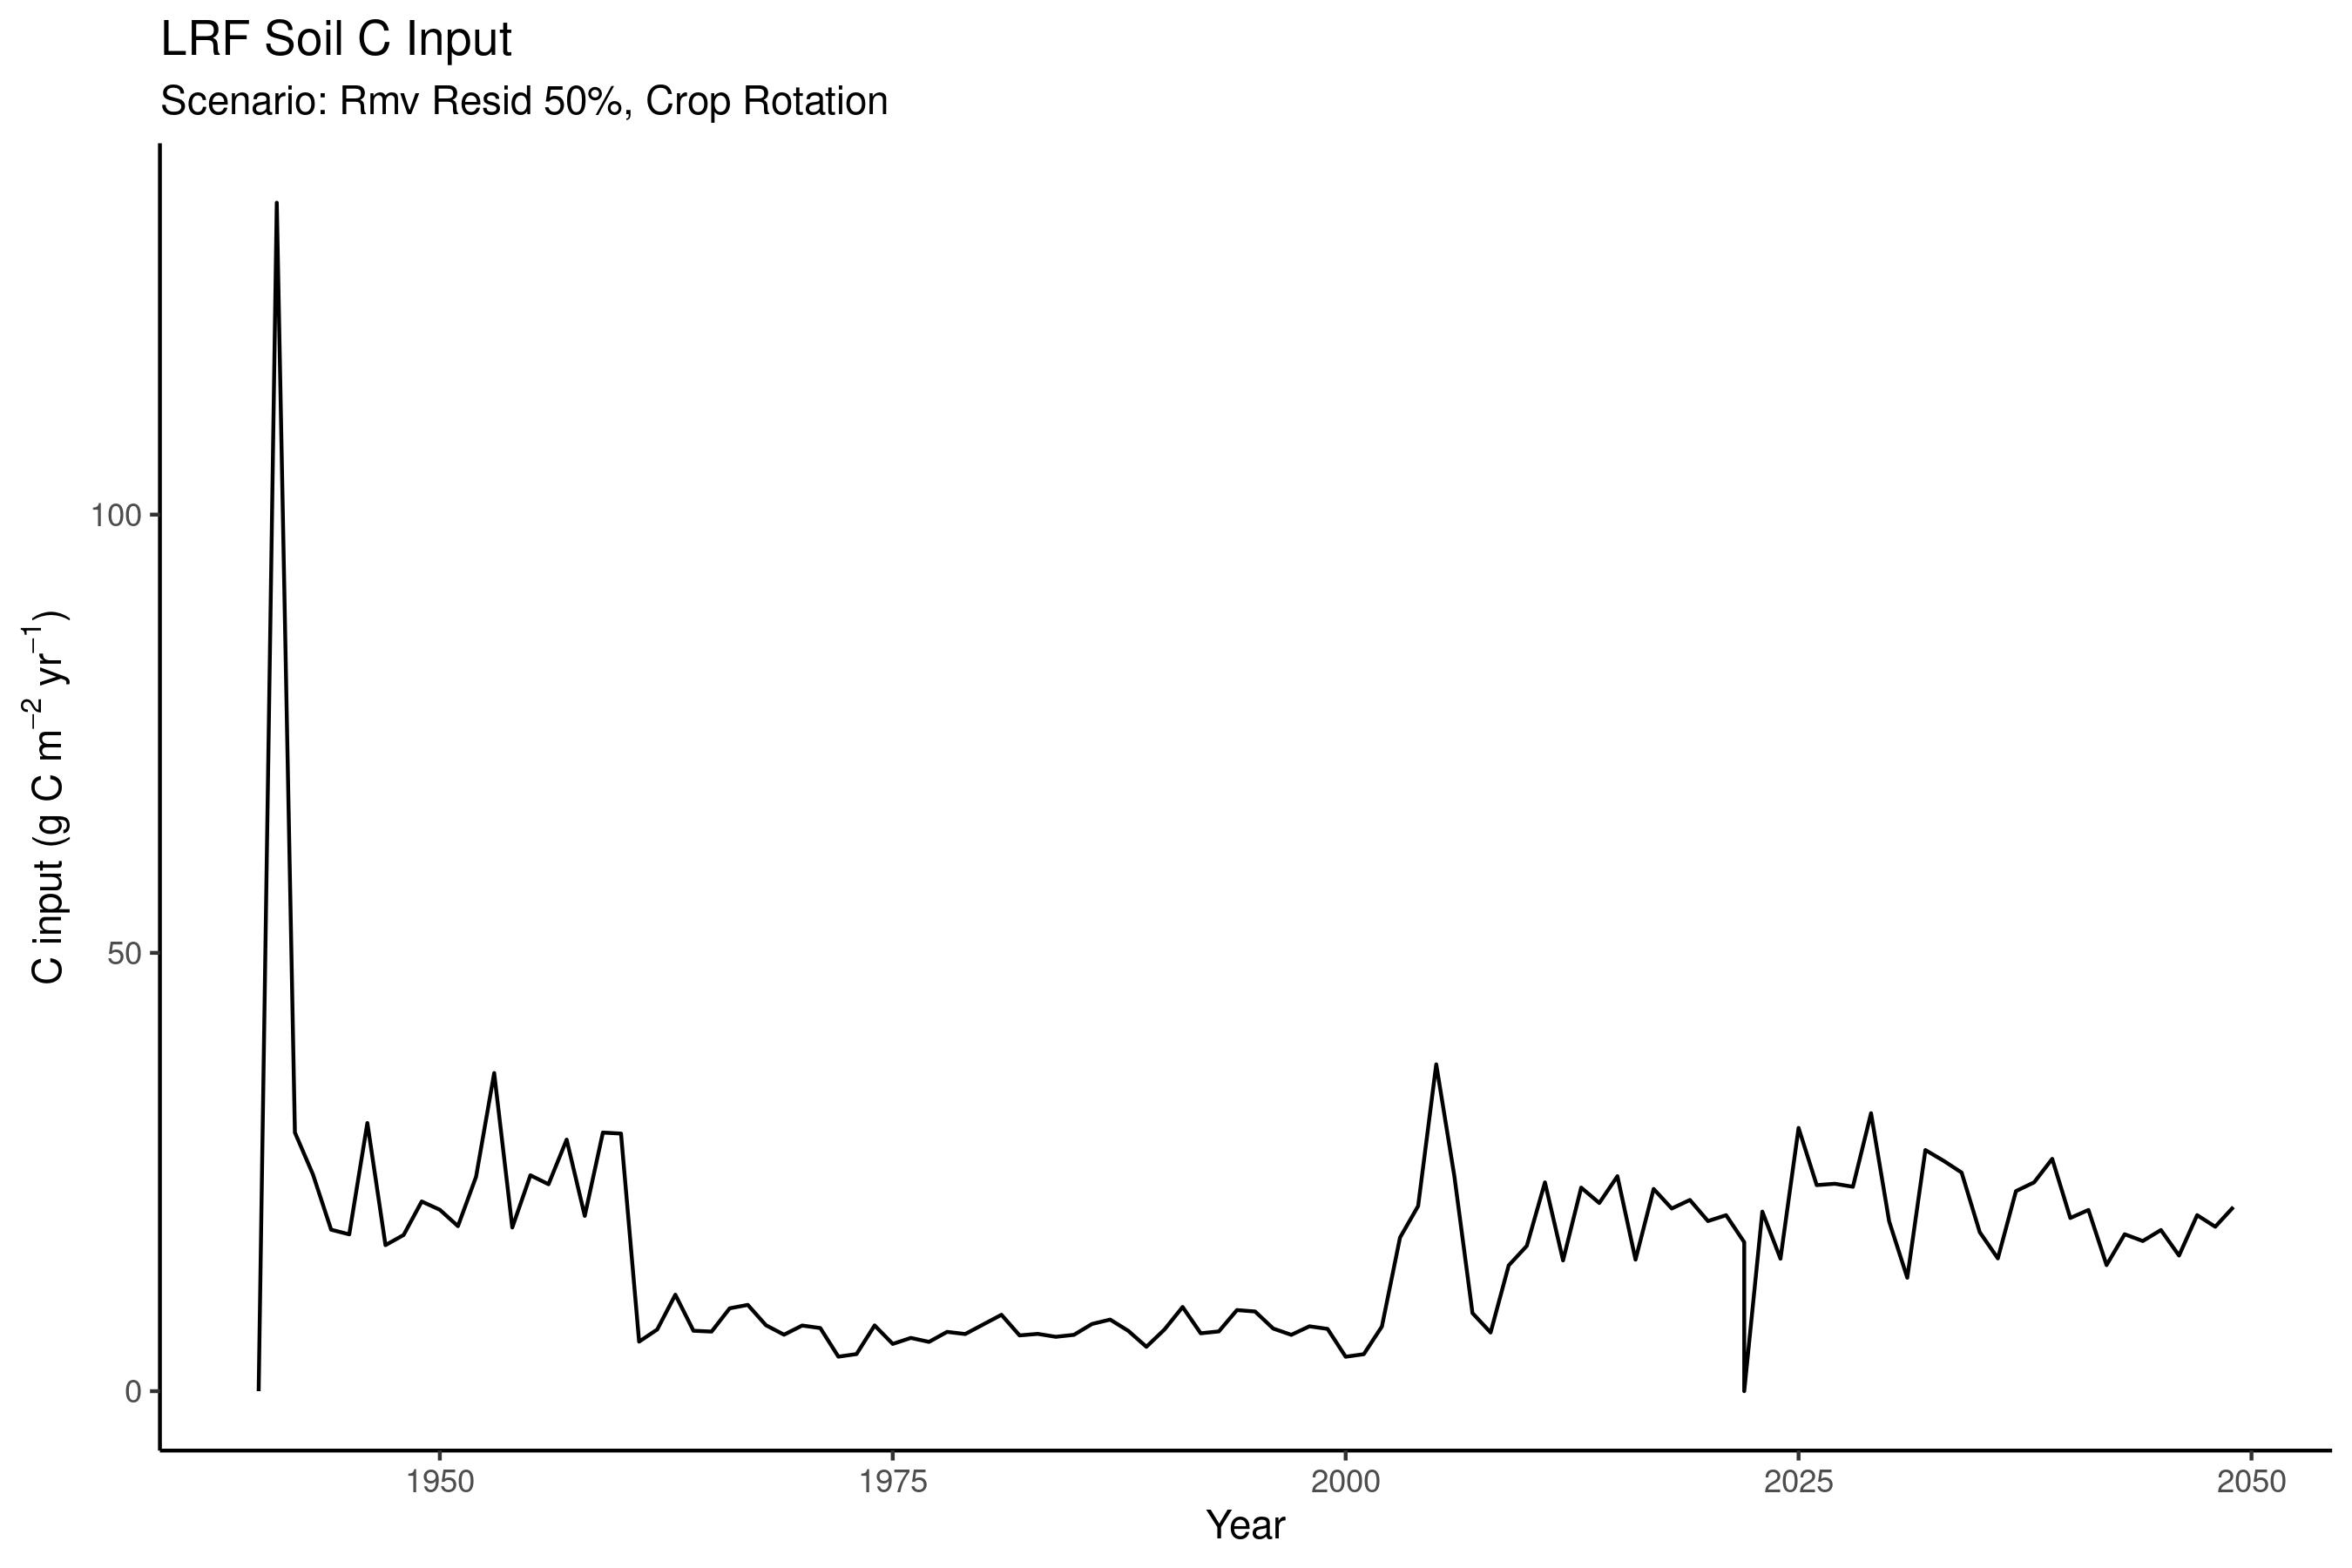 LRF Soil C Input
Scenario: Rmv Resid 50%, Crop Rotation
C input (g C m⁻² yr⁻¹)
100
50
0
1950 1975 2000 2025 2050
Year